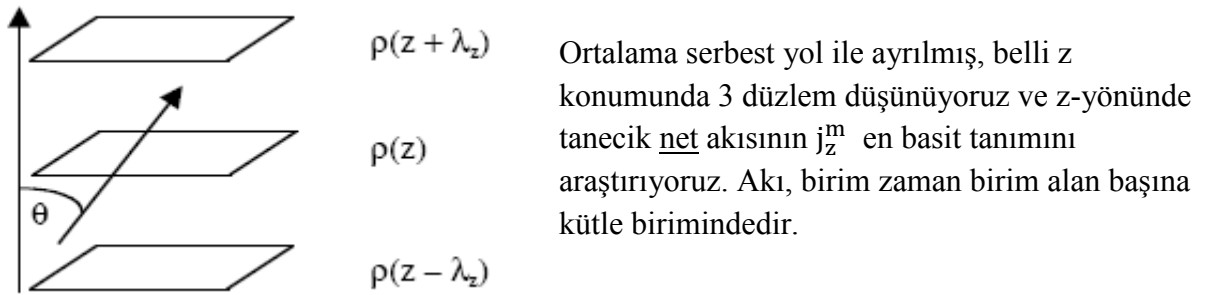 ρ(z + λz)
ρ(z)
θ
ρ(z – λz)
Ortalama serbest yol ile ayrılmış, belli z
konumunda 3 düzlem düşünüyoruz ve z-yönünde
tanecik net akısının j_z^m en basit tanımını
araştırıyoruz. Akı, birim zaman birim alan başına
kütle birimindedir.